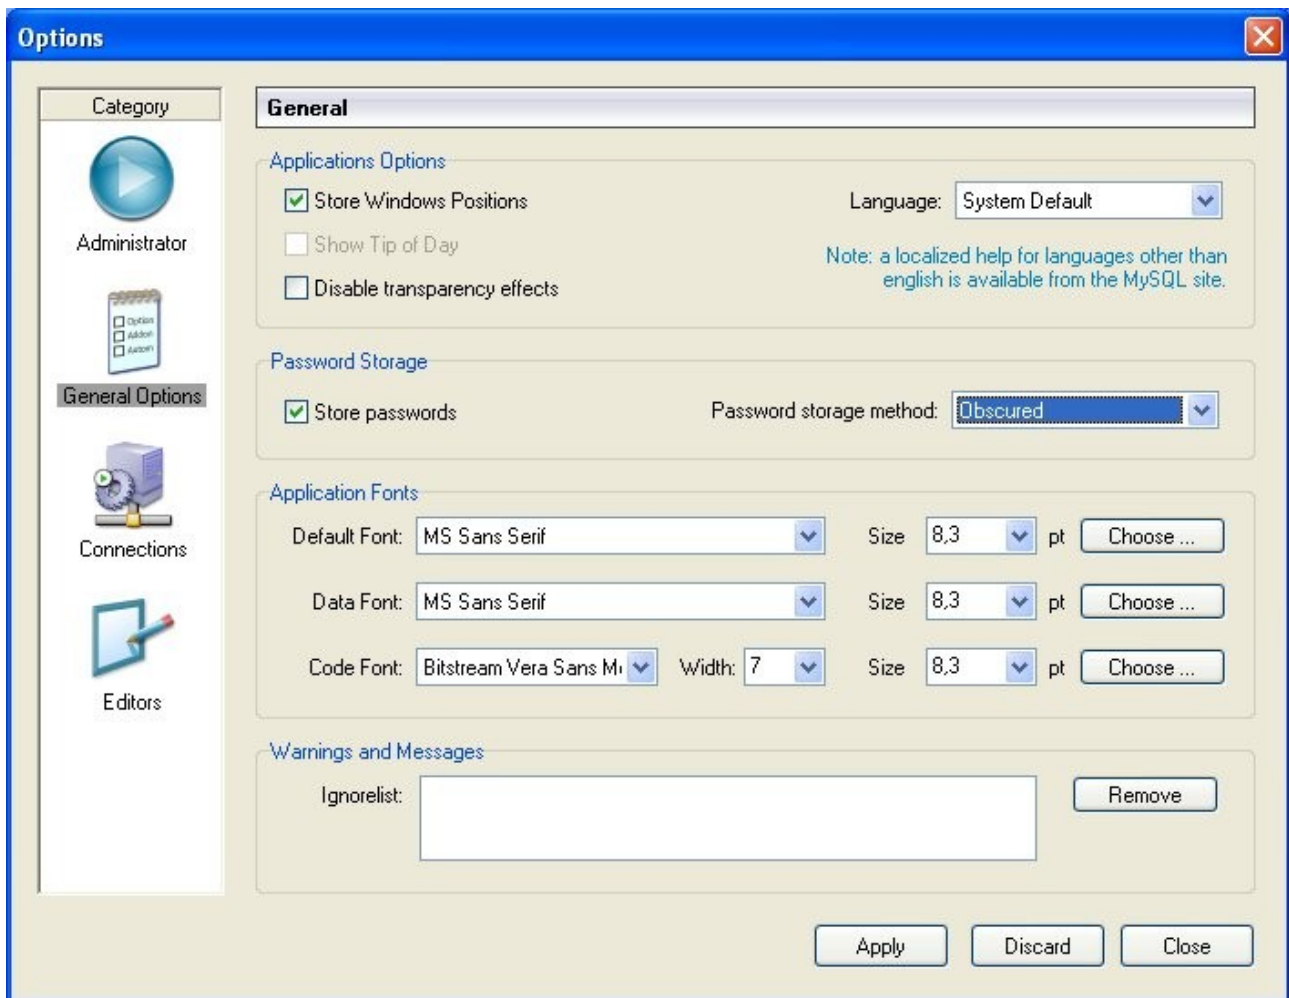 Options
Category
Administrator
Option
Addon
Autom
General Options
Connections
Editors
General
Applications Options
Store Windows Positions
Language: System Default
Show Tip of Day
Note: a localized help for languages other than
english is available from the MySQL site.
Disable transparency effects
Password Storage
Store passwords
Password storage method: Obscured
Application Fonts
Default Font: MS Sans Serif Size 8,3 pt Choose ...
Data Font: MS Sans Serif Size 8,3 pt Choose ...
Code Font: Bitstream Vera Sans Width: 7 Size 8,3 pt Choose ...
Warnings and Messages
Ignorelist:
Remove
Apply Discard Close